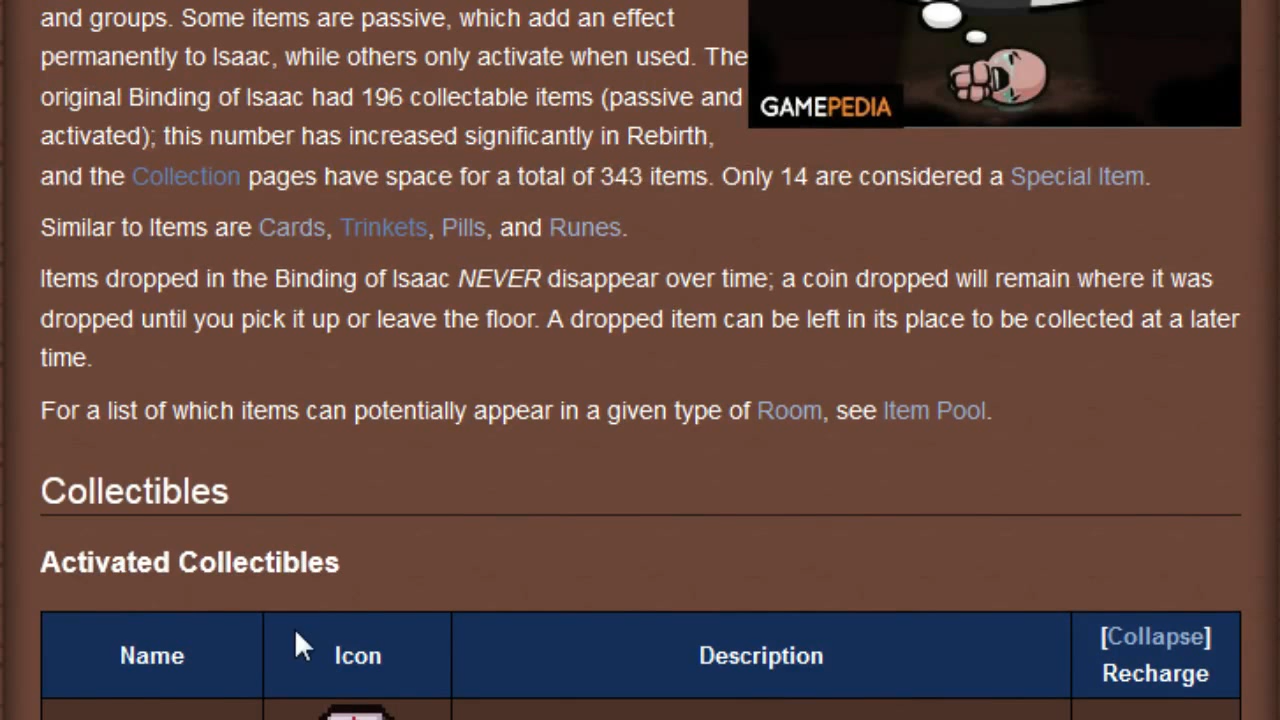 and groups. Some items are passive, which add an effect
permanently to Isaac, while others only activate when used. The
original Binding of Isaac had 196 collectable items (passive and
GAMEPEDIA
activated); this number has increased significantly in Rebirth,
and the Collection pages have space for a total of 343 items. Only 14 are considered a Special Item.
Similar to Items are Cards, Trinkets, Pills, and Runes.
Items dropped in the Binding of Isaac NEVER disappear over time; a coin dropped will remain where it was
dropped until you pick it up or leave the floor. A dropped item can be left in its place to be collected at a later
time.
For a list of which items can potentially appear in a given type of Room, see Item Pool.
Collectibles
Activated Collectibles
Name Icon Description [Collapse]
Recharge